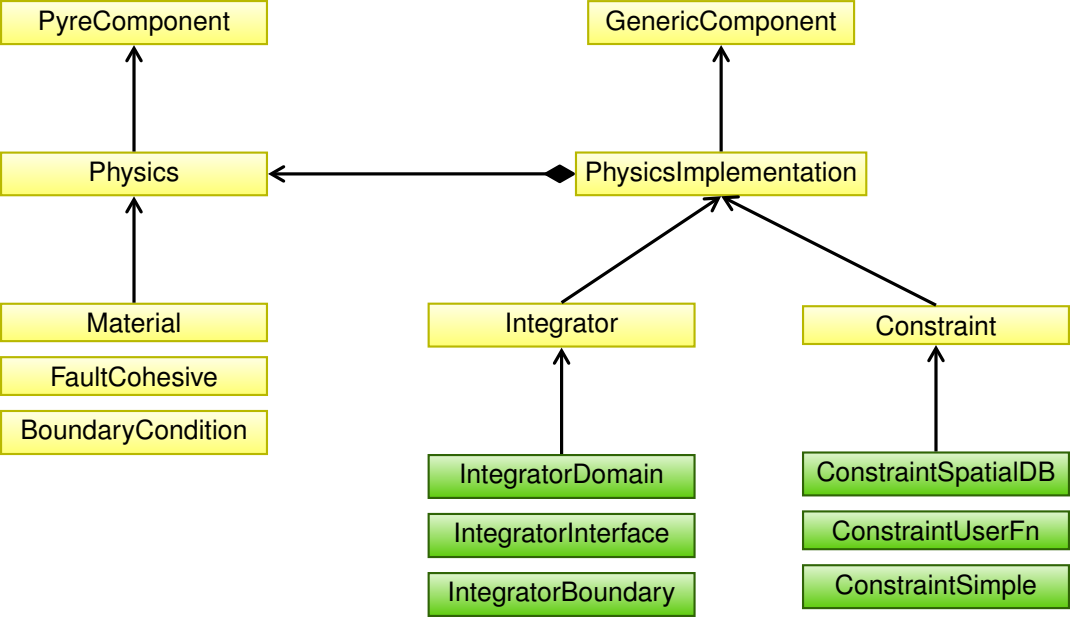 PyreComponent
GenericComponent
Physics
PhysicsImplementation
Material
Integrator
Constraint
FaultCohesive
BoundaryCondition
IntegratorDomain
ConstraintSpatialDB
IntegratorInterface
ConstraintUserFn
IntegratorBoundary
ConstraintSimple